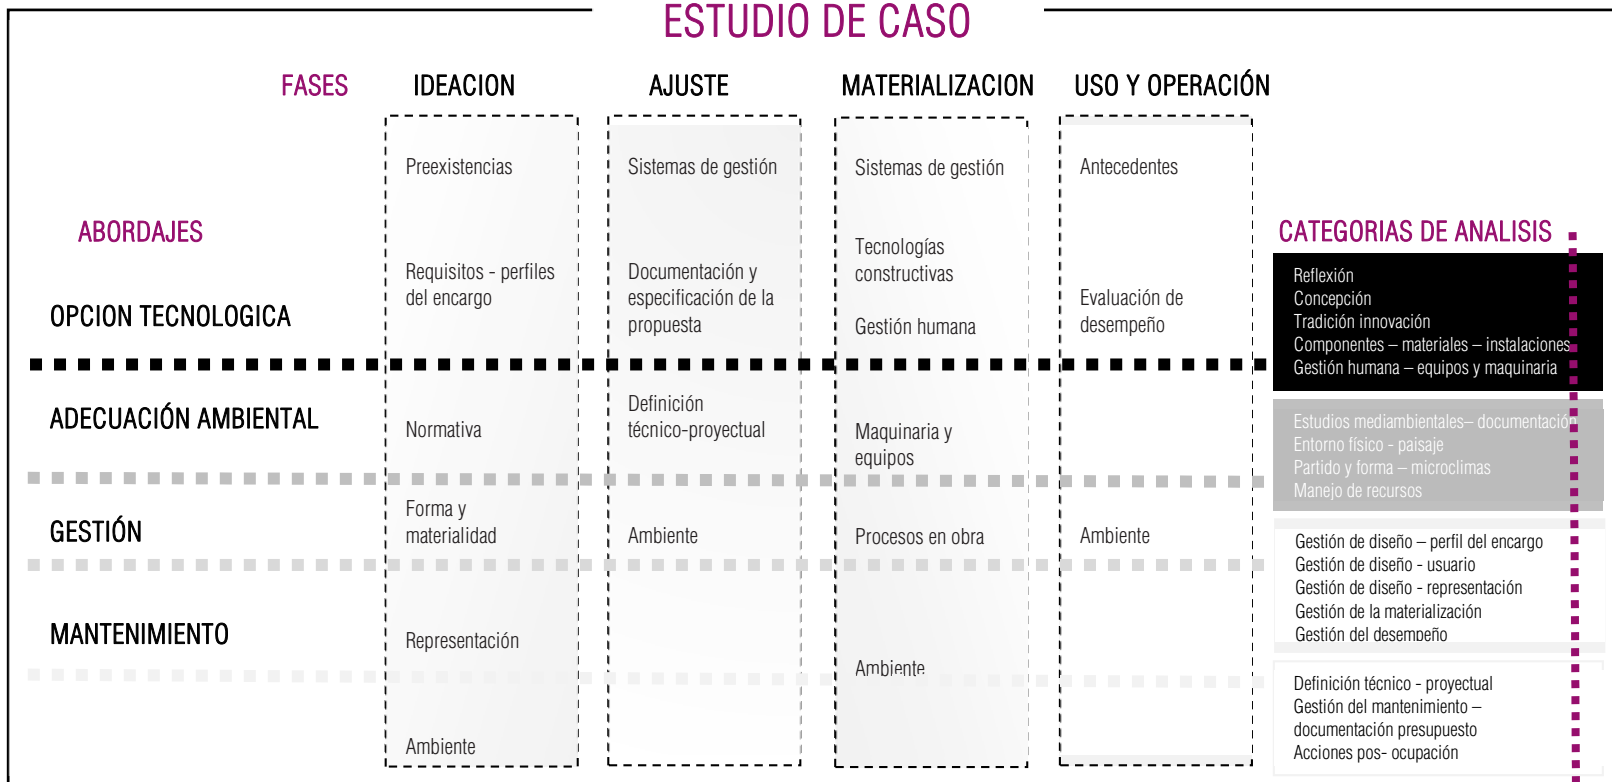 ESTUDIO DE CASO
FASES
IDEACION
AJUSTE
MATERIALIZACION
USO Y OPERACIÓN
ABORDAJES
OPCION TECNOLOGICA
ADECUACIÓN AMBIENTAL
GESTIÓN
MANTENIMIENTO
Preexistencias
Requisitos - perfiles
del encargo
Normativa
Forma y
materialidad
Representación
Ambiente
Sistemas de gestión
Documentación y
especificación de la
propuesta
Definición
técnico-proyectual
Ambiente
Sistemas de gestión
Tecnologías
constructivas
Gestión humana
Maquinaria y
equipos
Procesos en obra
Ambiente
Antecedentes
Evaluación de
desempeño
Ambiente
CATEGORIAS DE ANALISIS
Reflexión
Concepción
Tradición innovación
Componentes – materiales – instalaciones
Gestión humana – equipos y maquinaria
Estudios mediambientales– documentación
Entorno físico - paisaje
Partido y forma – microclimas
Manejo de recursos
Gestión de diseño – perfil del encargo
Gestión de diseño - usuario
Gestión de diseño - representación
Gestión de la materialización
Gestión del desempeño
Definición técnico - proyectual
Gestión del mantenimiento –
documentación presupuesto
Acciones pos- ocupación